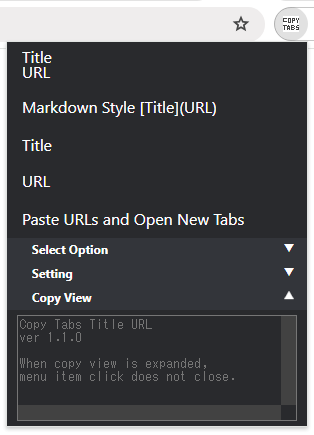 COPY
TABS
Title
URL
Markdown Style [Title](URL)
Title
URL
Paste URLs and Open New Tabs
Select Option
Setting
Copy View
Copy Tabs Title URL
ver 1.1.0
When copy view is expanded,
menu item click does not close.